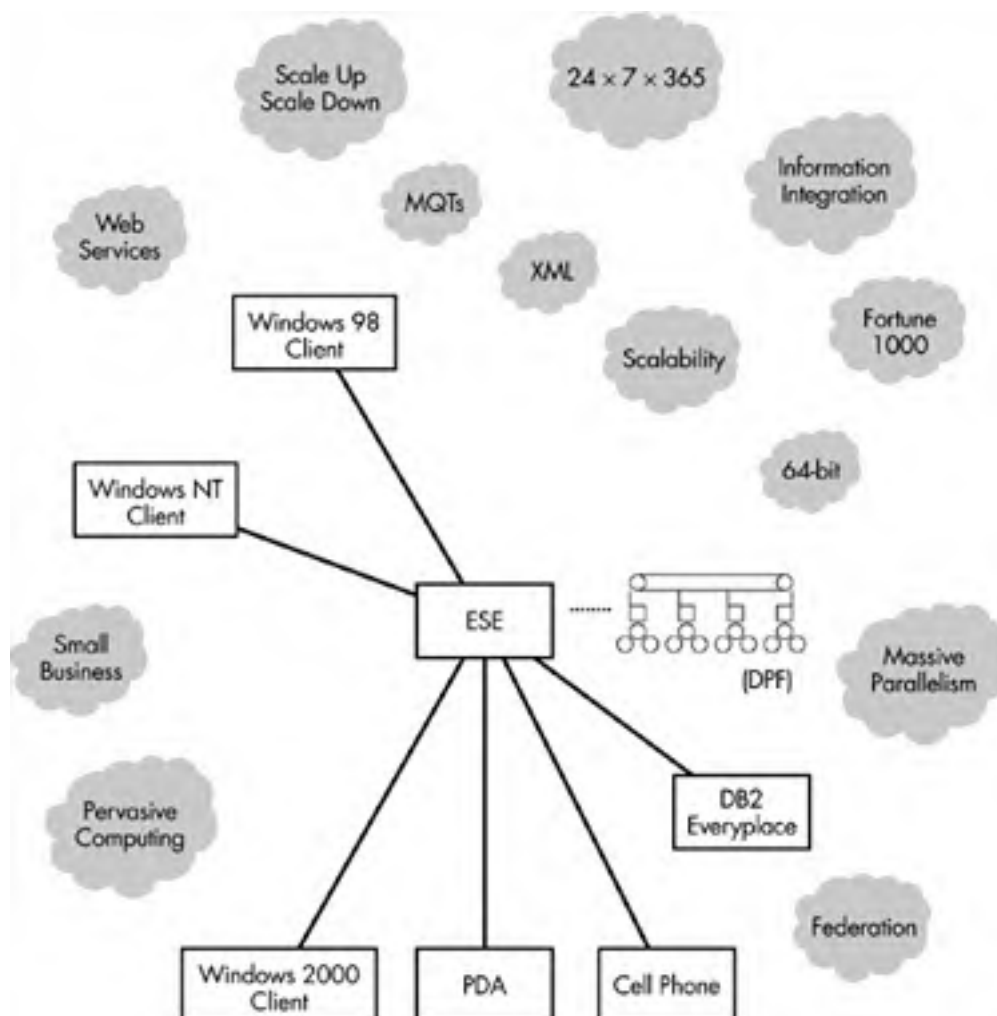 Scale Up
Scale Down
24 × 7 × 365
Information
Integration
MQTs
Web
Services
XML
Windows 98
Client
Fortune
1000
Scalability
64-bit
Windows NT
Client
ESE
Small
Business
(DPF)
Massive
Parallelism
DB2
Everyplace
Pervasive
Computing
Federation
Windows 2000
Client
PDA
Cell Phone